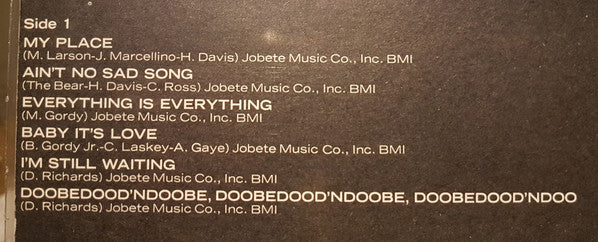 Side 1
MY PLACE
(M. Larson-J. Marcellino-H. Davis) Jobete Music Co., Inc. BMI
AIN'T NO SAD SONG
(The Bear-H. Davis-C. Ross) Jobete Music Co., Inc. BMI
EVERYTHING IS EVERYTHING
(M. Gordy) Jobete Music Co., Inc. BMI
BABY IT'S LOVE
(B. Gordy Jr.-C. Laskey-A. Gaye) Jobete Music Co., Inc. BMI
I'M STILL WAITING
(D. Richards) Jobete Music Co., Inc. BMI
DOOBEDOOD'NDOOBE, DOOBEDOOD'NDOOBE, DOOBEDOOD'NDOO
(D. Richards) Jobete Music Co., Inc. BMI